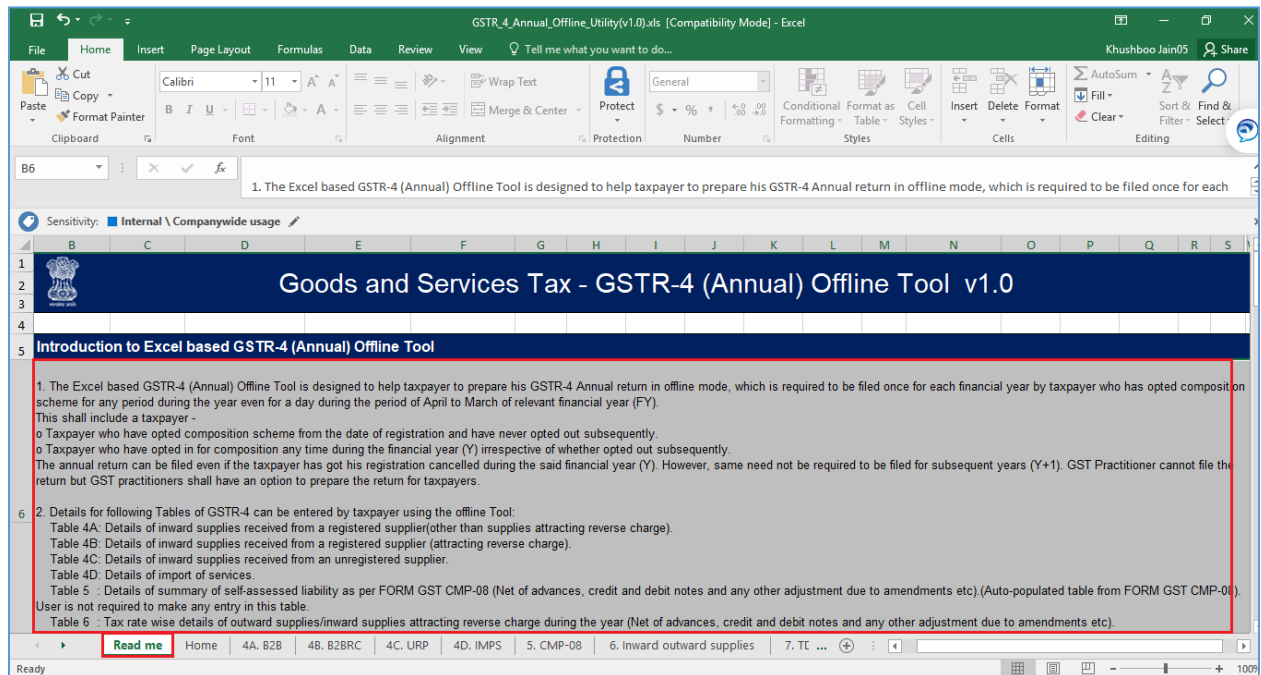 GSTR_4_Annual_Offline_Utility(v1.0).xls [Compatibility Mode] - Excel
File Home Insert Page Layout Formulas Data Review View Tell me what you want to do... Khushboo Jain05 Share
Cut
Copy
Format Painter
Paste
Calibri 11
B I U
Wrap Text
Merge & Center
Protect
General
$ % ,
Conditional Formatting
Format as Table
Cell Styles
Insert Delete Format
AutoSum
Fill
Clear
Sort & Filter
Find & Select
Clipboard Font Alignment Protection Number Styles Cells Editing
B6 fx 1. The Excel based GSTR-4 (Annual) Offline Tool is designed to help taxpayer to prepare his GSTR-4 Annual return in offline mode, which is required to be filed once for each
Sensitivity: Internal \ Companywide usage
B C D E F G H I J K L M N O P Q R S
1
2
3
Goods and Services Tax - GSTR-4 (Annual) Offline Tool v1.0
4
5 Introduction to Excel based GSTR-4 (Annual) Offline Tool
1. The Excel based GSTR-4 (Annual) Offline Tool is designed to help taxpayer to prepare his GSTR-4 Annual return in offline mode, which is required to be filed once for each financial year by taxpayer who has opted composition
scheme for any period during the year even for a day during the period of April to March of relevant financial year (FY).
This shall include a taxpayer -
o Taxpayer who have opted composition scheme from the date of registration and have never opted out subsequently.
o Taxpayer who have opted in for composition any time during the financial year (Y) irrespective of whether opted out subsequently.
The annual return can be filed even if the taxpayer has got his registration cancelled during the said financial year (Y). However, same need not be required to be filed for subsequent years (Y+1). GST Practitioner cannot file the
return but GST practitioners shall have an option to prepare the return for taxpayers.
6 2. Details for following Tables of GSTR-4 can be entered by taxpayer using the offline Tool:
Table 4A: Details of inward supplies received from a registered supplier(other than supplies attracting reverse charge).
Table 4B: Details of inward supplies received from a registered supplier (attracting reverse charge).
Table 4C: Details of inward supplies received from an unregistered supplier.
Table 4D: Details of import of services.
Table 5 : Details of summary of self-assessed liability as per FORM GST CMP-08 (Net of advances, credit and debit notes and any other adjustment due to amendments etc).(Auto-populated table from FORM GST CMP-08).
User is not required to make any entry in this table.
Table 6 : Tax rate wise details of outward supplies/inward supplies attracting reverse charge during the year (Net of advances, credit and debit notes and any other adjustment due to amendments etc).
Read me Home 4A. B2B 4B. B2BRC 4C. URP 4D. IMPS 5. CMP-08 6. Inward outward supplies 7. TC ...
Ready 100%